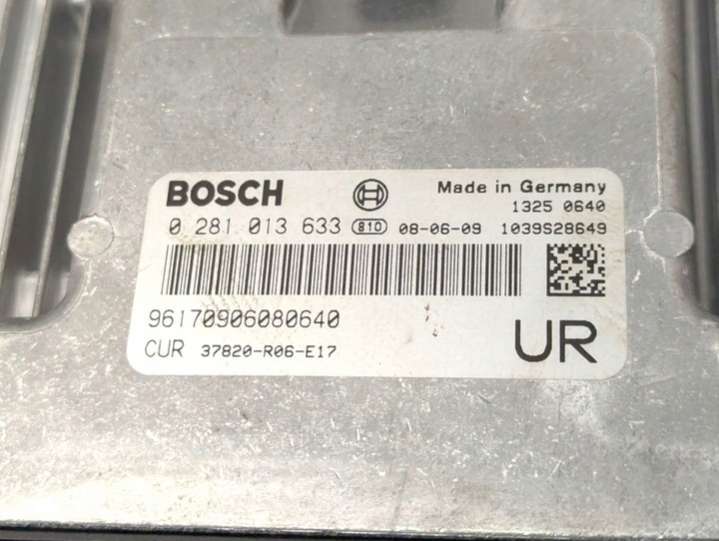 BOSCH Made in Germany
1325 0640
0 281 013 633 810 08-06-09 1039S28649
96170906080640
CUR 37820-R06-E17 UR